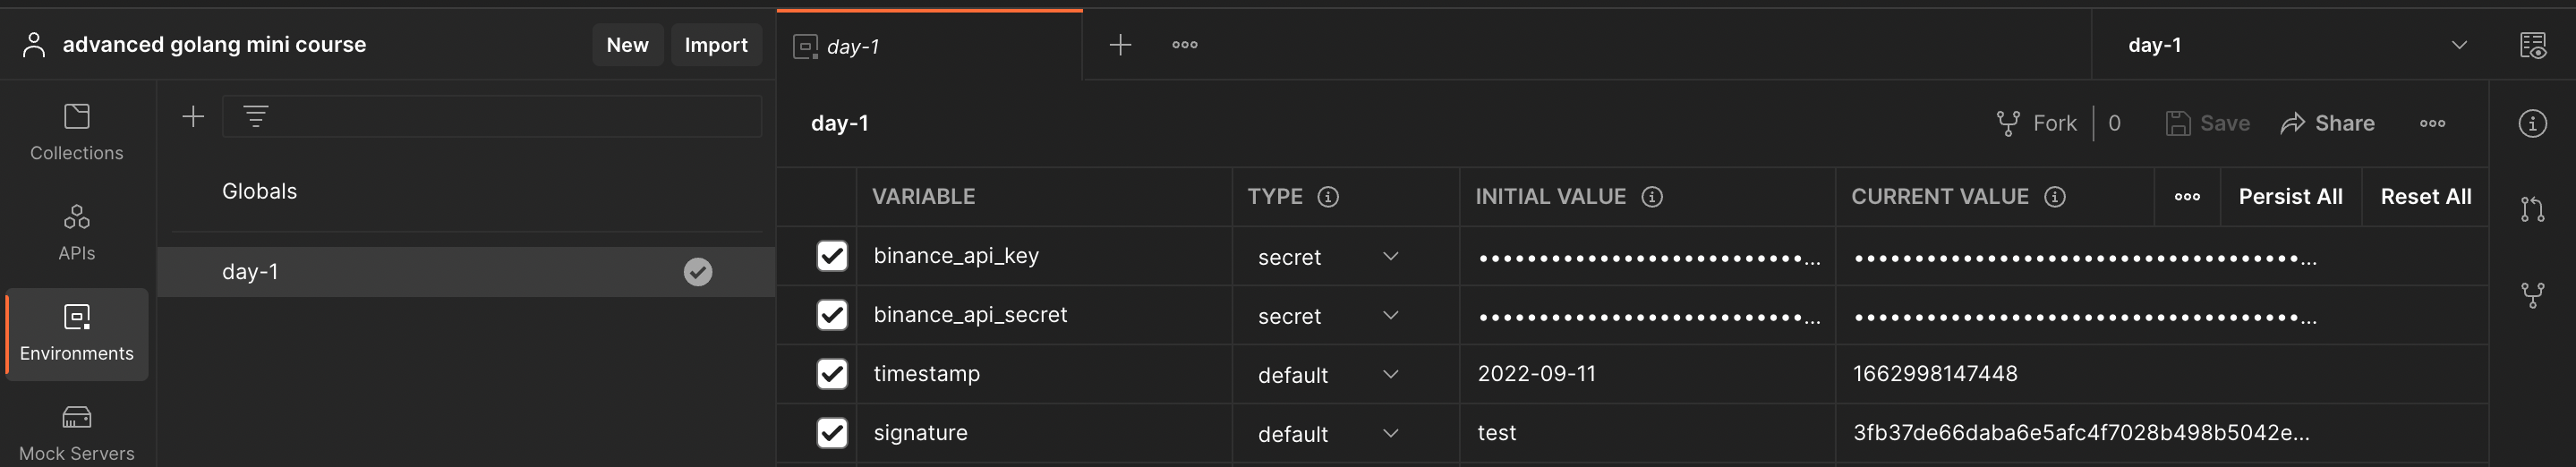 advanced golang mini course
New
Import
day-1
day-1
Collections
APIs
Environments
Mock Servers
Globals
day-1
day-1
Fork
0
Save
Share
VARIABLE TYPE INITIAL VALUE CURRENT VALUE Persist All Reset All
binance_api_key secret ••••••••••••••••••••••••••••... ••••••••••••••••••••••••••••••••••••••...
binance_api_secret secret ••••••••••••••••••••••••••••... ••••••••••••••••••••••••••••••••••••••...
timestamp default 2022-09-11 1662998147448
signature default test 3fb37de66daba6e5afc4f7028b498b5042e...